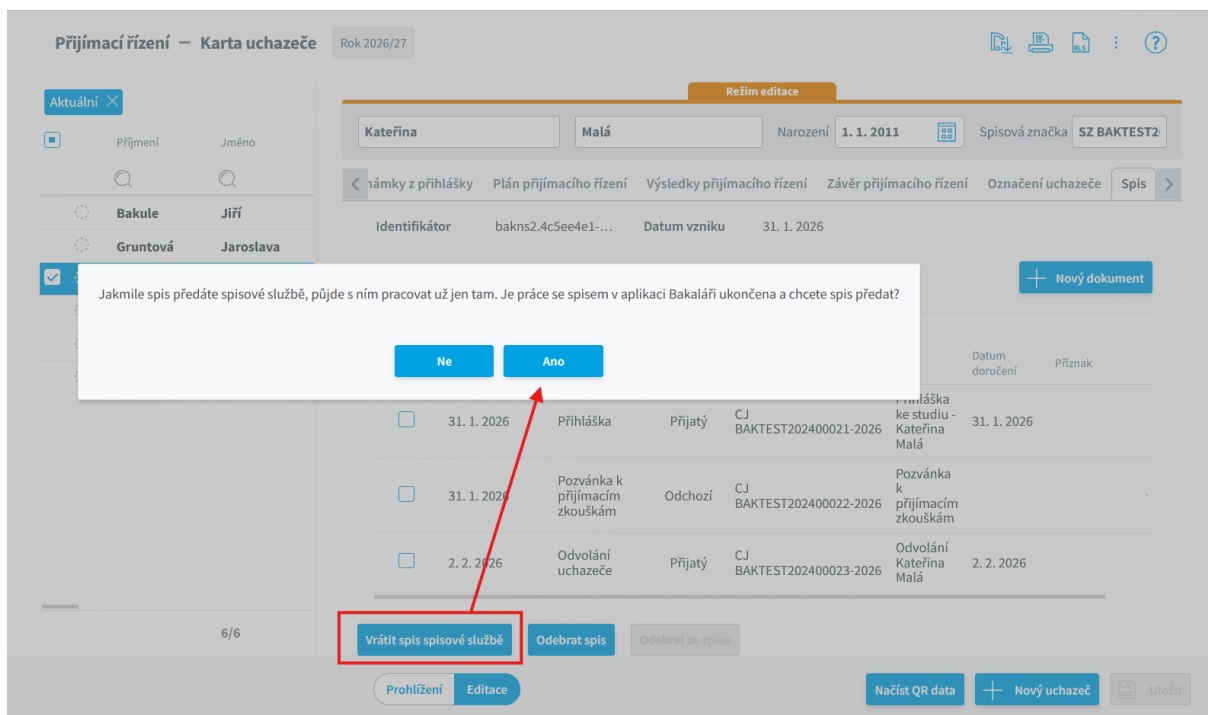 Přijímací řízení — Karta uchazeče
Rok 2026/27
XLS
?
Aktuální
Režim editace
Příjmení
Jméno
Kateřina
Malá
Narození
1. 1. 2011
Spisová značka
SZ BAKTEST2
námky z přihlášky
Plán přijímacího řízení
Výsledky přijímacího řízení
Závěr přijímacího řízení
Označení uchazeče
Spis
Bakule
Jiří
Gruntová
Jaroslava
Identifikátor
bakns2.4c5ee4e1-...
Datum vzniku
31. 1. 2026
Nový dokument
Jakmile spis předáte spisové službě, půjde s ním pracovat už jen tam. Je práce se spisem v aplikaci Bakaláři ukončena a chcete spis předat?
Ne
Ano
Datum
doručení
Příznak
31. 1. 2026
Přihláška
Přijatý
CJ
BAKTEST202400021-2026
Přihláška
ke studiu -
Kateřina
Malá
31. 1. 2026
31. 1. 2026
Pozvánka k
přijímacím
zkouškám
Odchozí
CJ
BAKTEST202400022-2026
Pozvánka
k
přijímacím
zkouškám
2. 2. 2026
Odvolání
uchazeče
Přijatý
CJ
BAKTEST202400023-2026
Odvolání
Kateřina
Malá
2. 2. 2026
6/6
Vrátit spis spisové službě
Odebrat spis
Odebrat ze spisu
Prohlížení
Editace
Načíst QR data
Nový uchazeč
Uložit